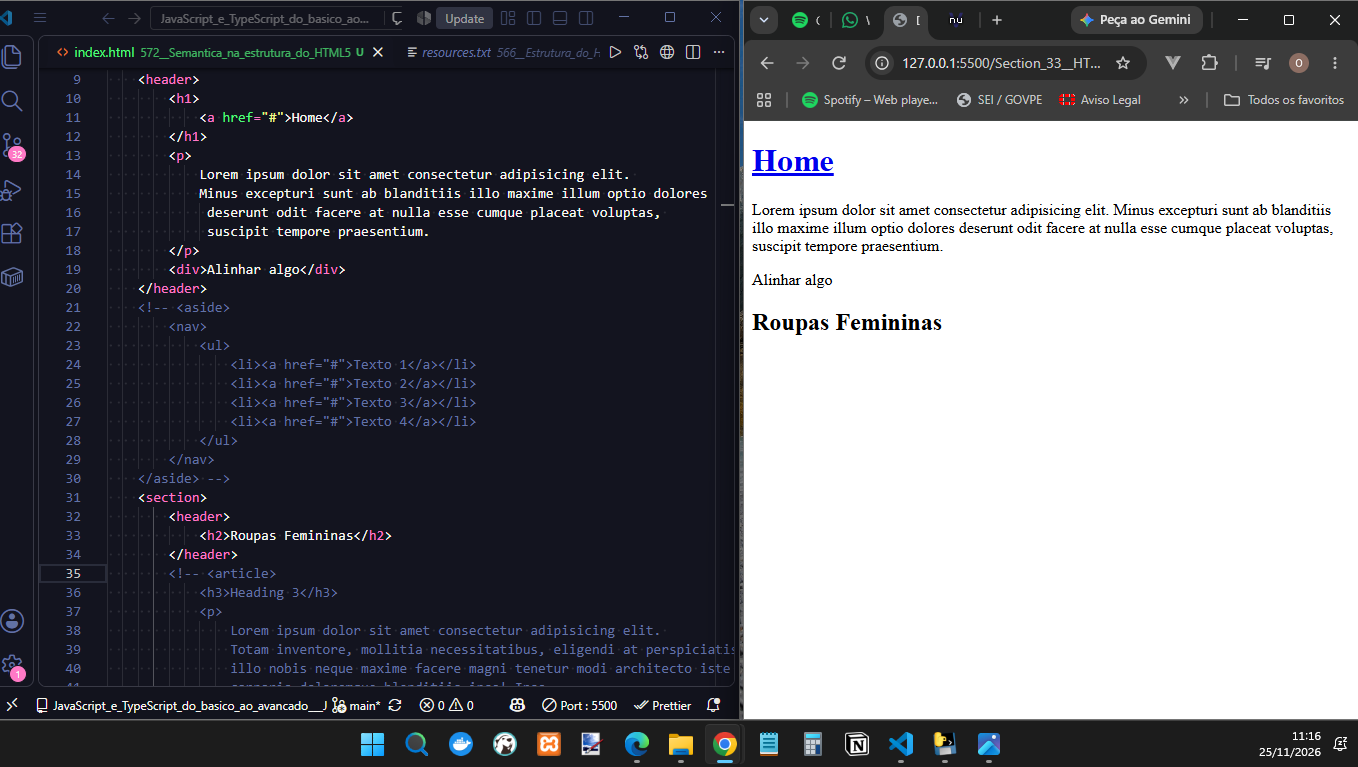 JavaScript_e_TypeScript_do_basico_ao...
Update
index.html 572__Semantica_na_estrutura_do_HTML5 U
resources.txt 566__Estrutura_do_H
9 <header>
10 <h1>
11 <a href="#">Home</a>
12 </h1>
13 <p>
14 Lorem ipsum dolor sit amet consectetur adipisicing elit.
15 Minus excepturi sunt ab blanditiis illo maxime illum optio dolores
16 deserunt odit facere at nulla esse cumque placeat voluptas,
17 suscipit tempore praesentium.
18 </p>
19 <div>Alinhar algo</div>
20 </header>
21 <!-- <aside>
22 <nav>
23 <ul>
24 <li><a href="#">Texto 1</a></li>
25 <li><a href="#">Texto 2</a></li>
26 <li><a href="#">Texto 3</a></li>
27 <li><a href="#">Texto 4</a></li>
28 </ul>
29 </nav>
30 </aside> -->
31 <section>
32 <header>
33 <h2>Roupas Femininas</h2>
34 </header>
35 <!-- <article>
36 <h3>Heading 3</h3>
37 <p>
38 Lorem ipsum dolor sit amet consectetur adipisicing elit.
39 Totam inventore, mollitia necessitatibus, eligendi at perspiciatis
40 illo nobis neque maxime facere magni tenetur modi architecto iste
32
1
JavaScript_e_TypeScript_do_basico_ao_avancado__J main* 0 0 Port : 5500 Prettier
nu
Peça ao Gemini
127.0.0.1:5500/Section_33__HT...
O
Spotify – Web playe... SEI / GOVPE Aviso Legal » Todos os favoritos
Home
Lorem ipsum dolor sit amet consectetur adipisicing elit. Minus excepturi sunt ab blanditiis
illo maxime illum optio dolores deserunt odit facere at nulla esse cumque placeat voluptas,
suscipit tempore praesentium.
Alinhar algo
Roupas Femininas
11:16
25/11/2026